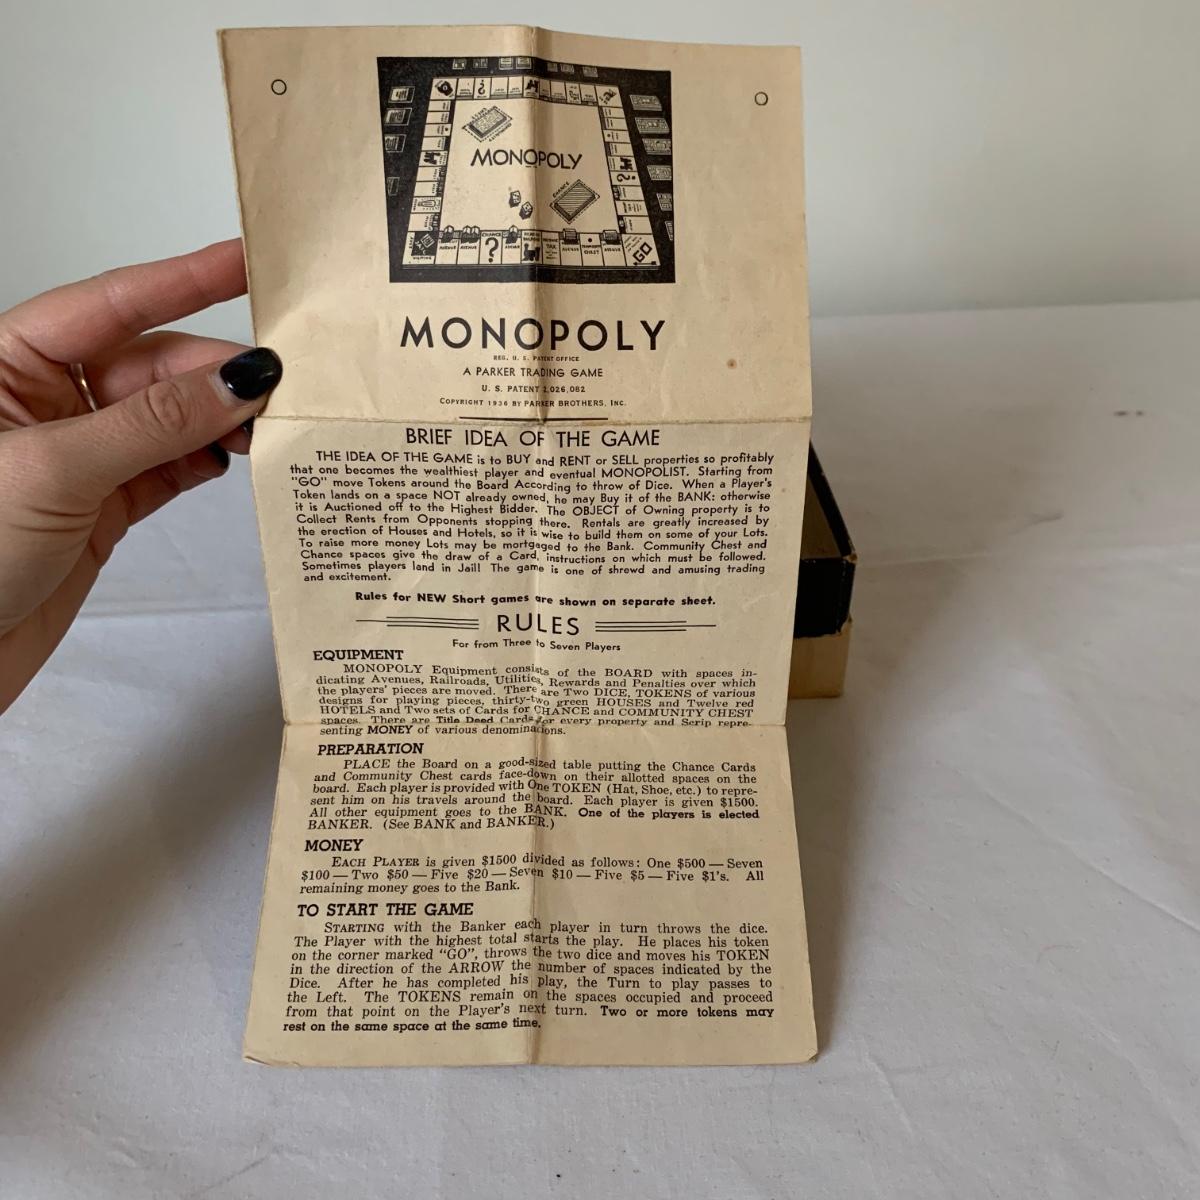 MONOPOLY
CHANCE
CHANCE
?
INCOME
TAX
COMMUNITY
CHEST
GO
MONOPOLY
REG. U. S. PATENT OFFICE
A PARKER TRADING GAME
U. S. PATENT 2,026,082
COPYRIGHT 1936 BY PARKER BROTHERS, INC.
BRIEF IDEA OF THE GAME
THE IDEA OF THE GAME is to BUY and RENT or SELL properties so profitably
that one becomes the wealthiest player and eventual MONOPOLIST. Starting from
"GO" move Tokens around the Board According to throw of Dice. When a Player's
Token lands on a space NOT already owned, he may Buy it of the BANK: otherwise
it is Auctioned off to the Highest Bidder. The OBJECT of Owning property is to
Collect Rents from Opponents stopping there. Rentals are greatly increased by
the erection of Houses and Hotels, so it is wise to build them on some of your Lots.
To raise more money Lots may be mortgaged to the Bank. Community Chest and
Chance spaces give the draw of a Card, instructions on which must be followed.
Sometimes players land in Jail! The game is one of shrewd and amusing trading
and excitement.
Rules for NEW Short games are shown on separate sheet.
RULES
For from Three to Seven Players
EQUIPMENT
MONOPOLY Equipment consists of the BOARD with spaces in-
dicating Avenues, Railroads, Utilities, Rewards and Penalties over which
the players' pieces are moved. There are Two DICE, TOKENS of various
designs for playing pieces, thirty-two green HOUSES and Twelve red
HOTELS and Two sets of Cards for CHANCE and COMMUNITY CHEST
spaces. There are Title Deed Cards for every property and Scrip repre-
senting MONEY of various denominations.
PREPARATION
PLACE the Board on a good-sized table putting the Chance Cards
and Community Chest cards face-down on their allotted spaces on the
board. Each player is provided with One TOKEN (Hat, Shoe, etc.) to repre-
sent him on his travels around the board. Each player is given $1500.
All other equipment goes to the BANK. One of the players is elected
BANKER. (See BANK and BANKER.)
MONEY
EACH PLAYER is given $1500 divided as follows: One $500 — Seven
$100 — Two $50 — Five $20 — Seven $10 — Five $5 — Five $1's. All
remaining money goes to the Bank.
TO START THE GAME
STARTING with the Banker each player in turn throws the dice.
The Player with the highest total starts the play. He places his token
on the corner marked "GO", throws the two dice and moves his TOKEN
in the direction of the ARROW the number of spaces indicated by the
Dice. After he has completed his play, the Turn to play passes to
the Left. The TOKENS remain on the spaces occupied and proceed
from that point on the Player's next turn. Two or more tokens may
rest on the same space at the same time.